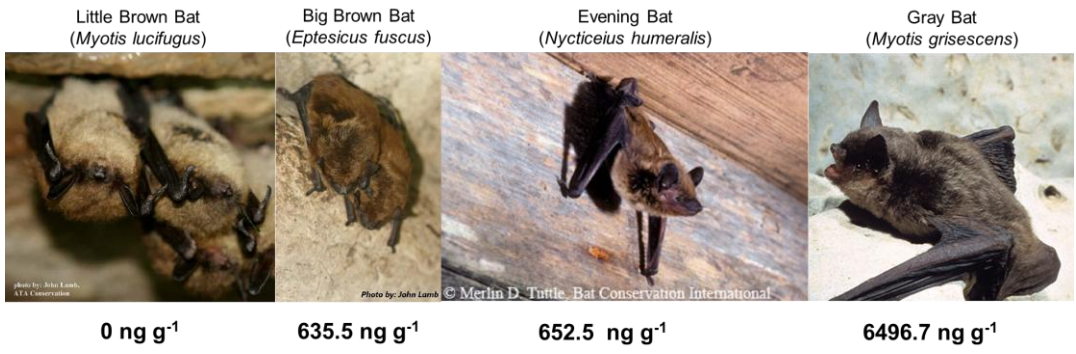 Little Brown Bat
(Myotis lucifugus)
Big Brown Bat
(Eptesicus fuscus)
Evening Bat
(Nycticeius humeralis)
Gray Bat
(Myotis grisescens)
photo by: John Lamb,
ATA Conservation
Photo by: John Lamb
© Merlin D. Tuttle, Bat Conservation International
0 ng g⁻¹
635.5 ng g⁻¹
652.5 ng g⁻¹
6496.7 ng g⁻¹